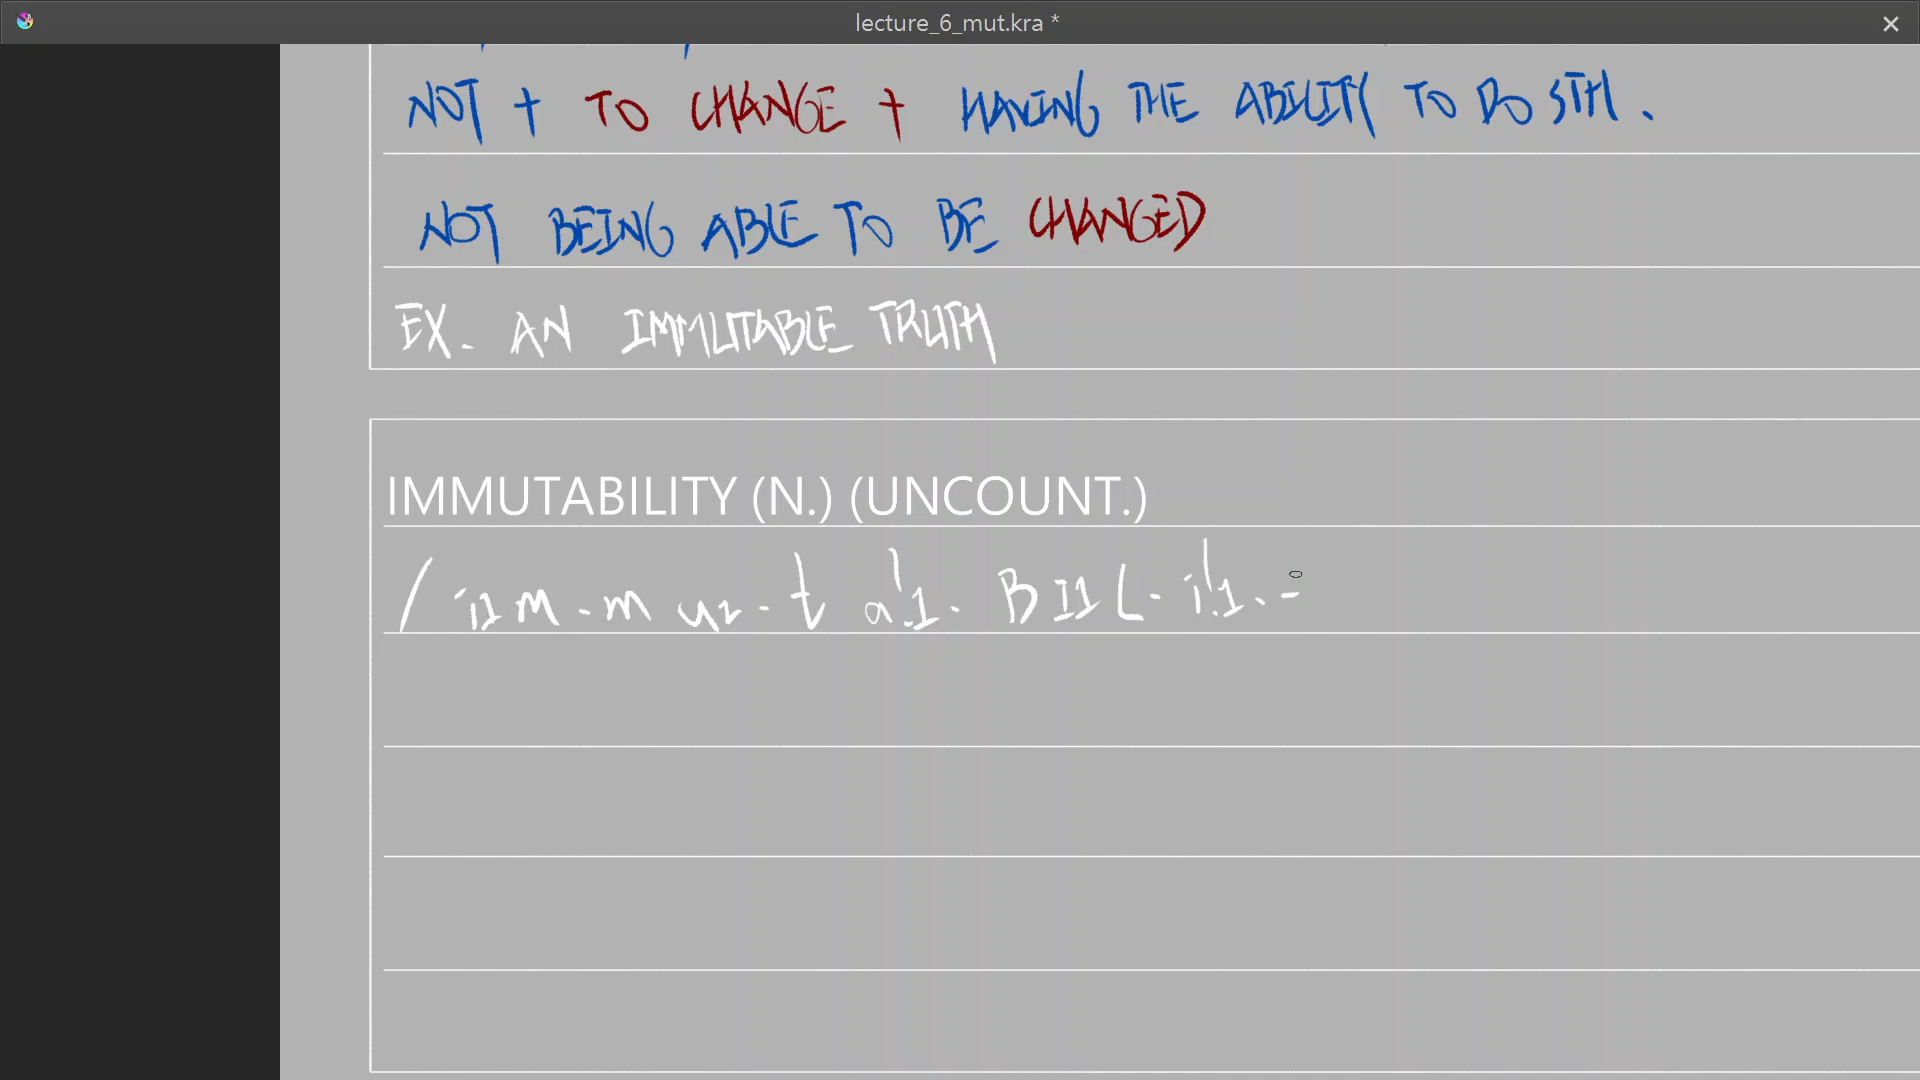 lecture_6_mut.kra *
NOT + TO CHANGE + HAVING THE ABILITY TO DO STH.
NOT BEING ABLE TO BE CHANGED
EX. AN IMMUTABLE TRUTH
IMMUTABILITY (N.) (UNCOUNT.)